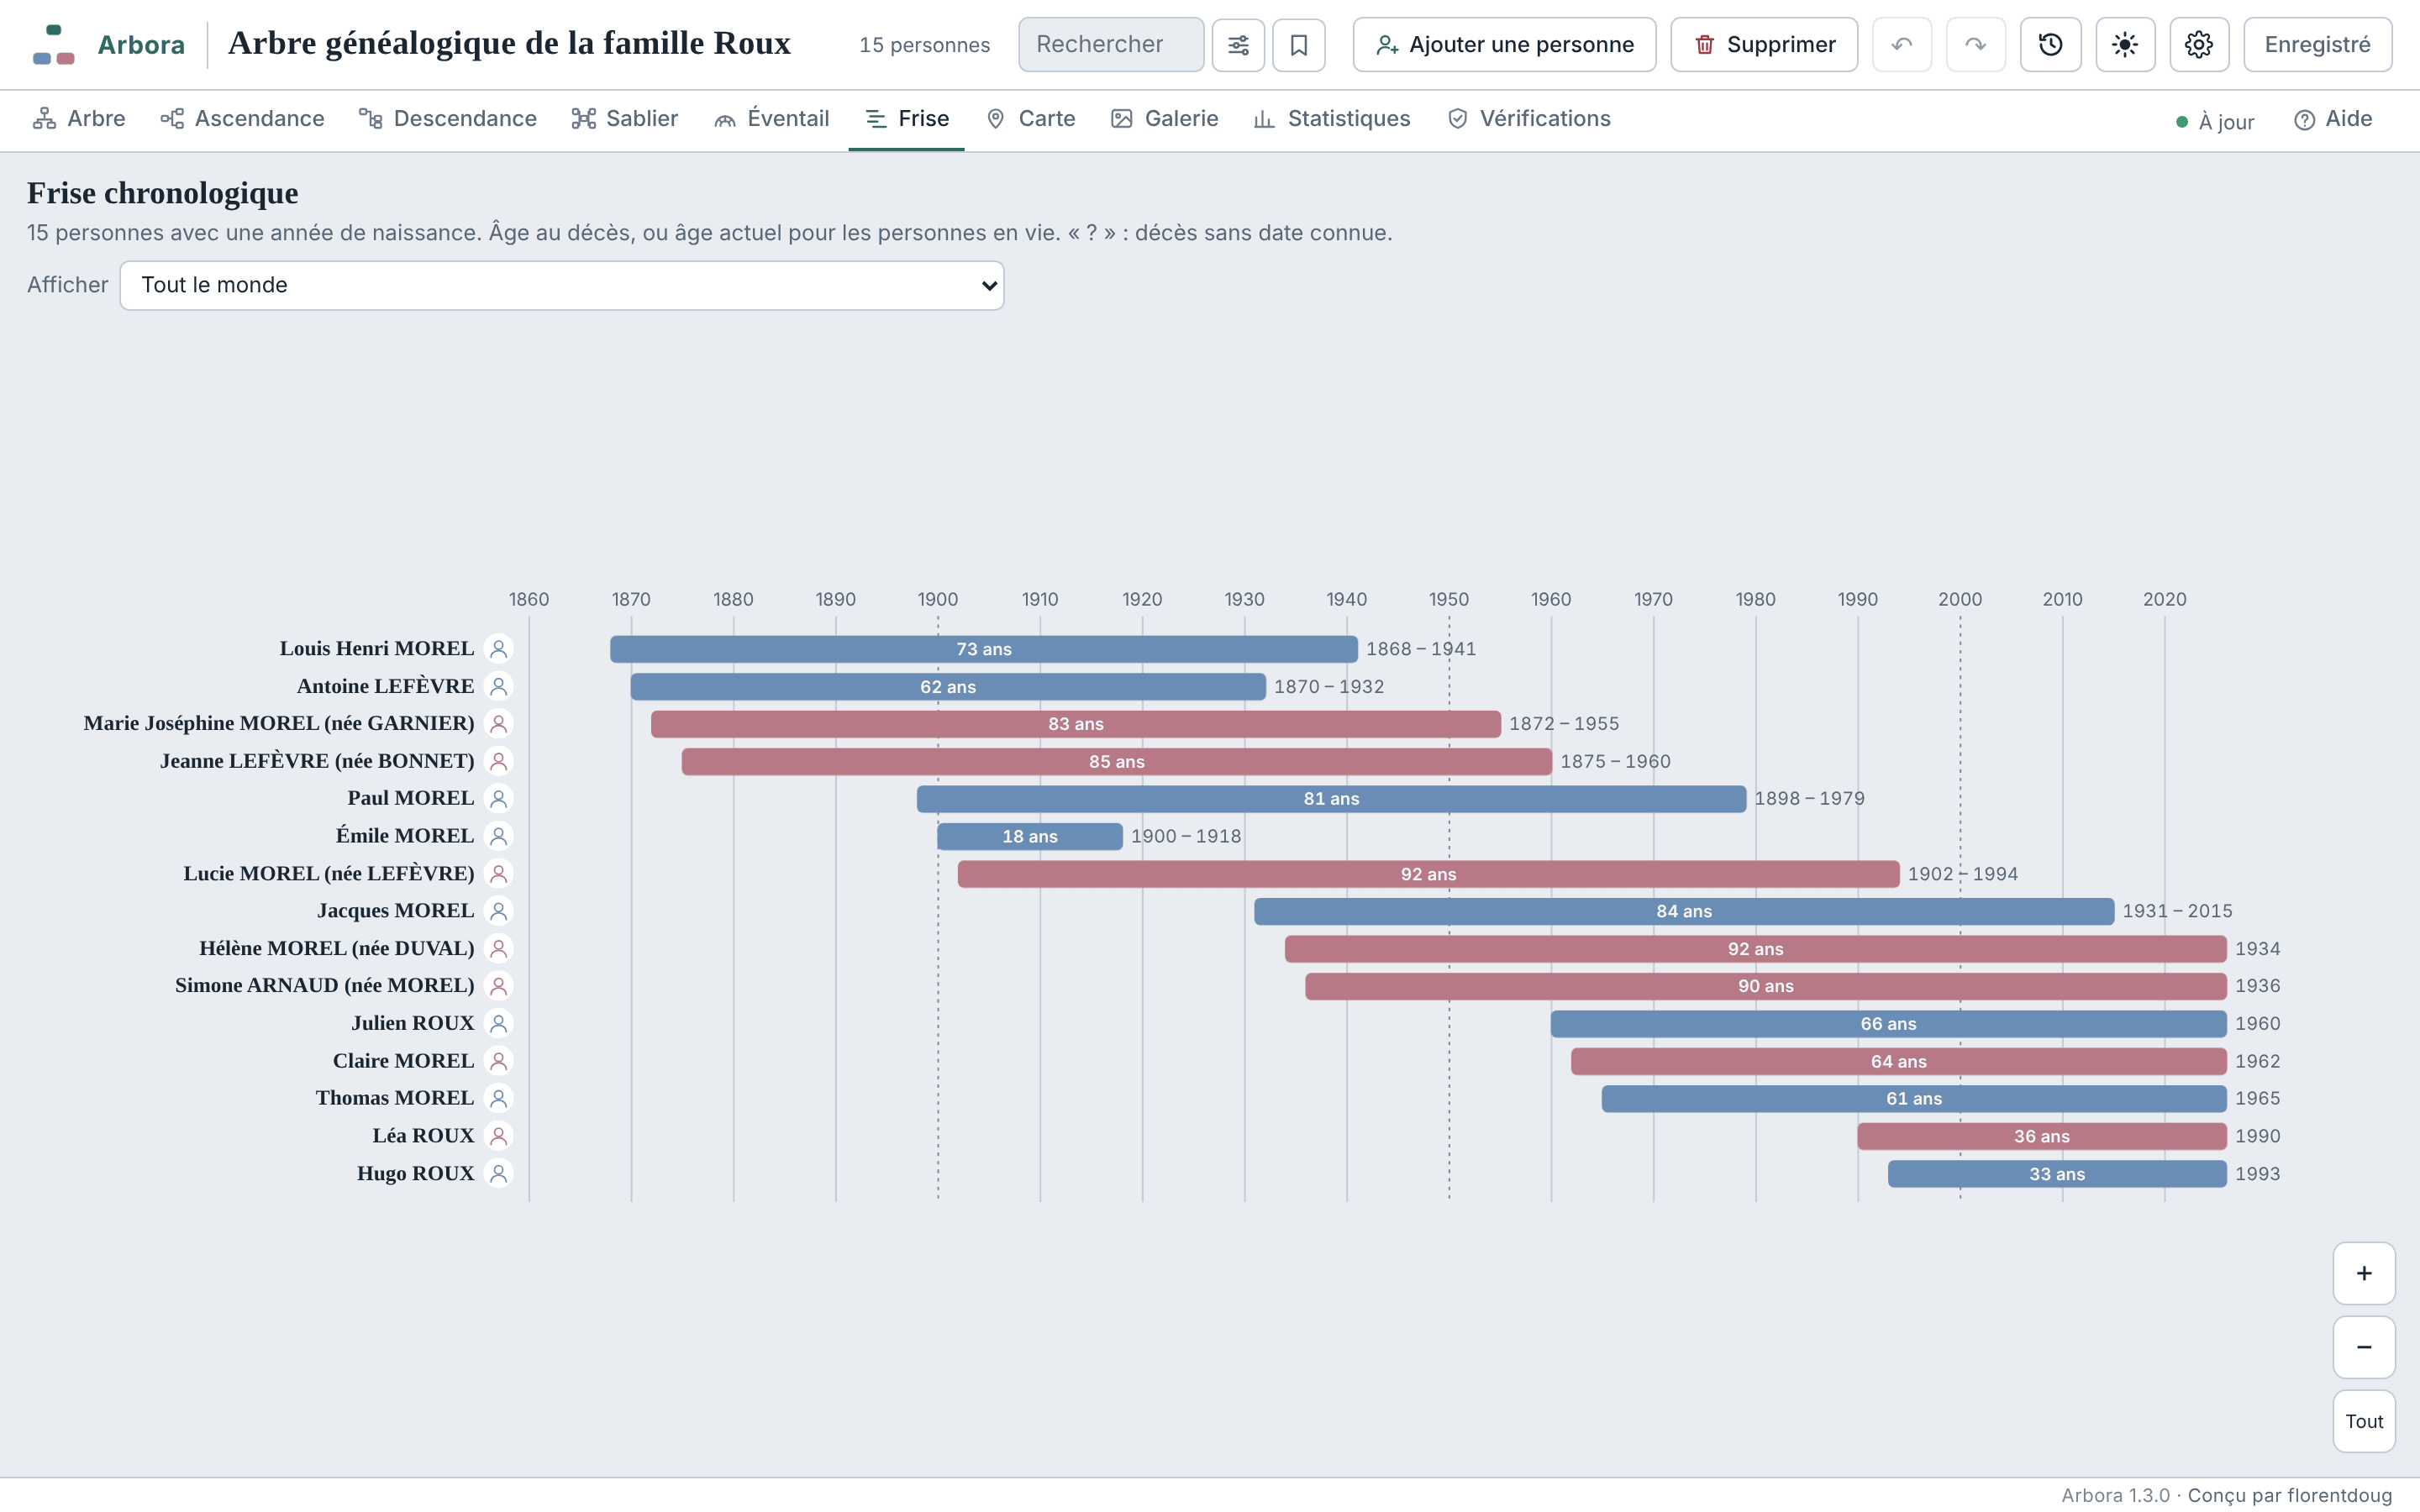 Arbora
Arbre généalogique de la famille Roux
15 personnes
Rechercher
Ajouter une personne
Supprimer
Enregistré
Arbre
Ascendance
Descendance
Sablier
Éventail
Frise
Carte
Galerie
Statistiques
Vérifications
À jour
Aide
Frise chronologique
15 personnes avec une année de naissance. Âge au décès, ou âge actuel pour les personnes en vie. « ? » : décès sans date connue.
Afficher
Tout le monde
1860 1870 1880 1890 1900 1910 1920 1930 1940 1950 1960 1970 1980 1990 2000 2010 2020
Louis Henri MOREL 73 ans 1868 – 1941
Antoine LEFÈVRE 62 ans 1870 – 1932
Marie Joséphine MOREL (née GARNIER) 83 ans 1872 – 1955
Jeanne LEFÈVRE (née BONNET) 85 ans 1875 – 1960
Paul MOREL 81 ans 1898 – 1979
Émile MOREL 18 ans 1900 – 1918
Lucie MOREL (née LEFÈVRE) 92 ans 1902 – 1994
Jacques MOREL 84 ans 1931 – 2015
Hélène MOREL (née DUVAL) 92 ans 1934
Simone ARNAUD (née MOREL) 90 ans 1936
Julien ROUX 66 ans 1960
Claire MOREL 64 ans 1962
Thomas MOREL 61 ans 1965
Léa ROUX 36 ans 1990
Hugo ROUX 33 ans 1993
+
−
Tout
Arbora 1.3.0 · Conçu par florentdoug